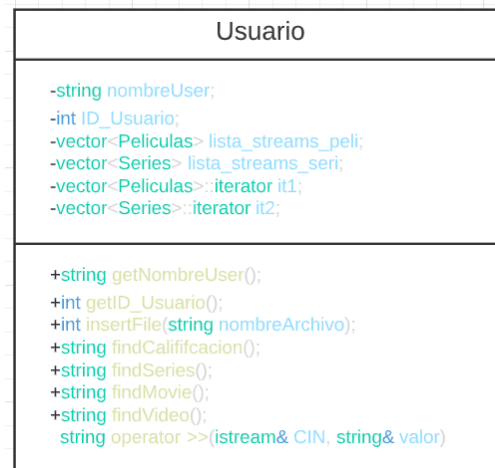 Usuario
-string nombreUser;
-int ID_Usuario;
-vector<Peliculas> lista_streams_peli;
-vector<Series> lista_streams_seri;
-vector<Peliculas>::iterator it1;
-vector<Series>::iterator it2;
+string getNombreUser();
+int getID_Usuario();
+int insertFile(string nombreArchivo);
+string findCalififcacion();
+string findSeries();
+string findMovie();
+string findVideo();
string operator >>(istream& CIN, string& valor)